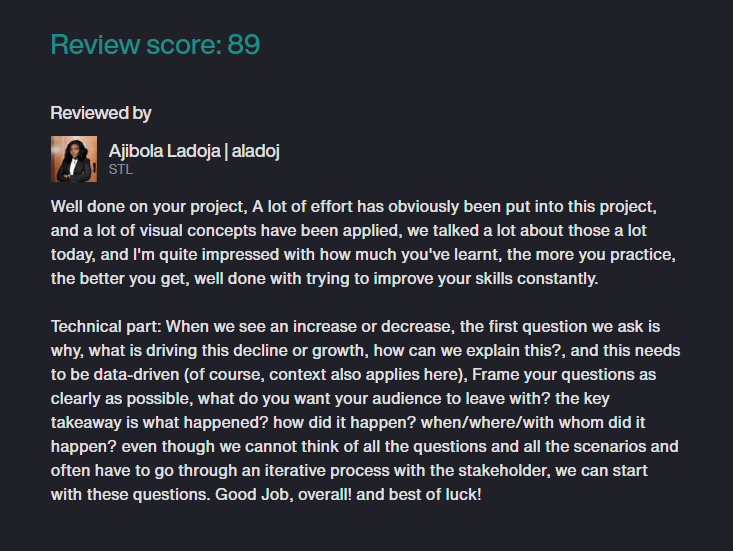 Review score: 89
Reviewed by
Ajibola Ladoja | aladoj
STL
Well done on your project, A lot of effort has obviously been put into this project,
and a lot of visual concepts have been applied, we talked a lot about those a lot
today, and I'm quite impressed with how much you've learnt, the more you practice,
the better you get, well done with trying to improve your skills constantly.
Technical part: When we see an increase or decrease, the first question we ask is
why, what is driving this decline or growth, how can we explain this?, and this needs
to be data-driven (of course, context also applies here), Frame your questions as
clearly as possible, what do you want your audience to leave with? the key
takeaway is what happened? how did it happen? when/where/with whom did it
happen? even though we cannot think of all the questions and all the scenarios and
often have to go through an iterative process with the stakeholder, we can start
with these questions. Good Job, overall! and best of luck!